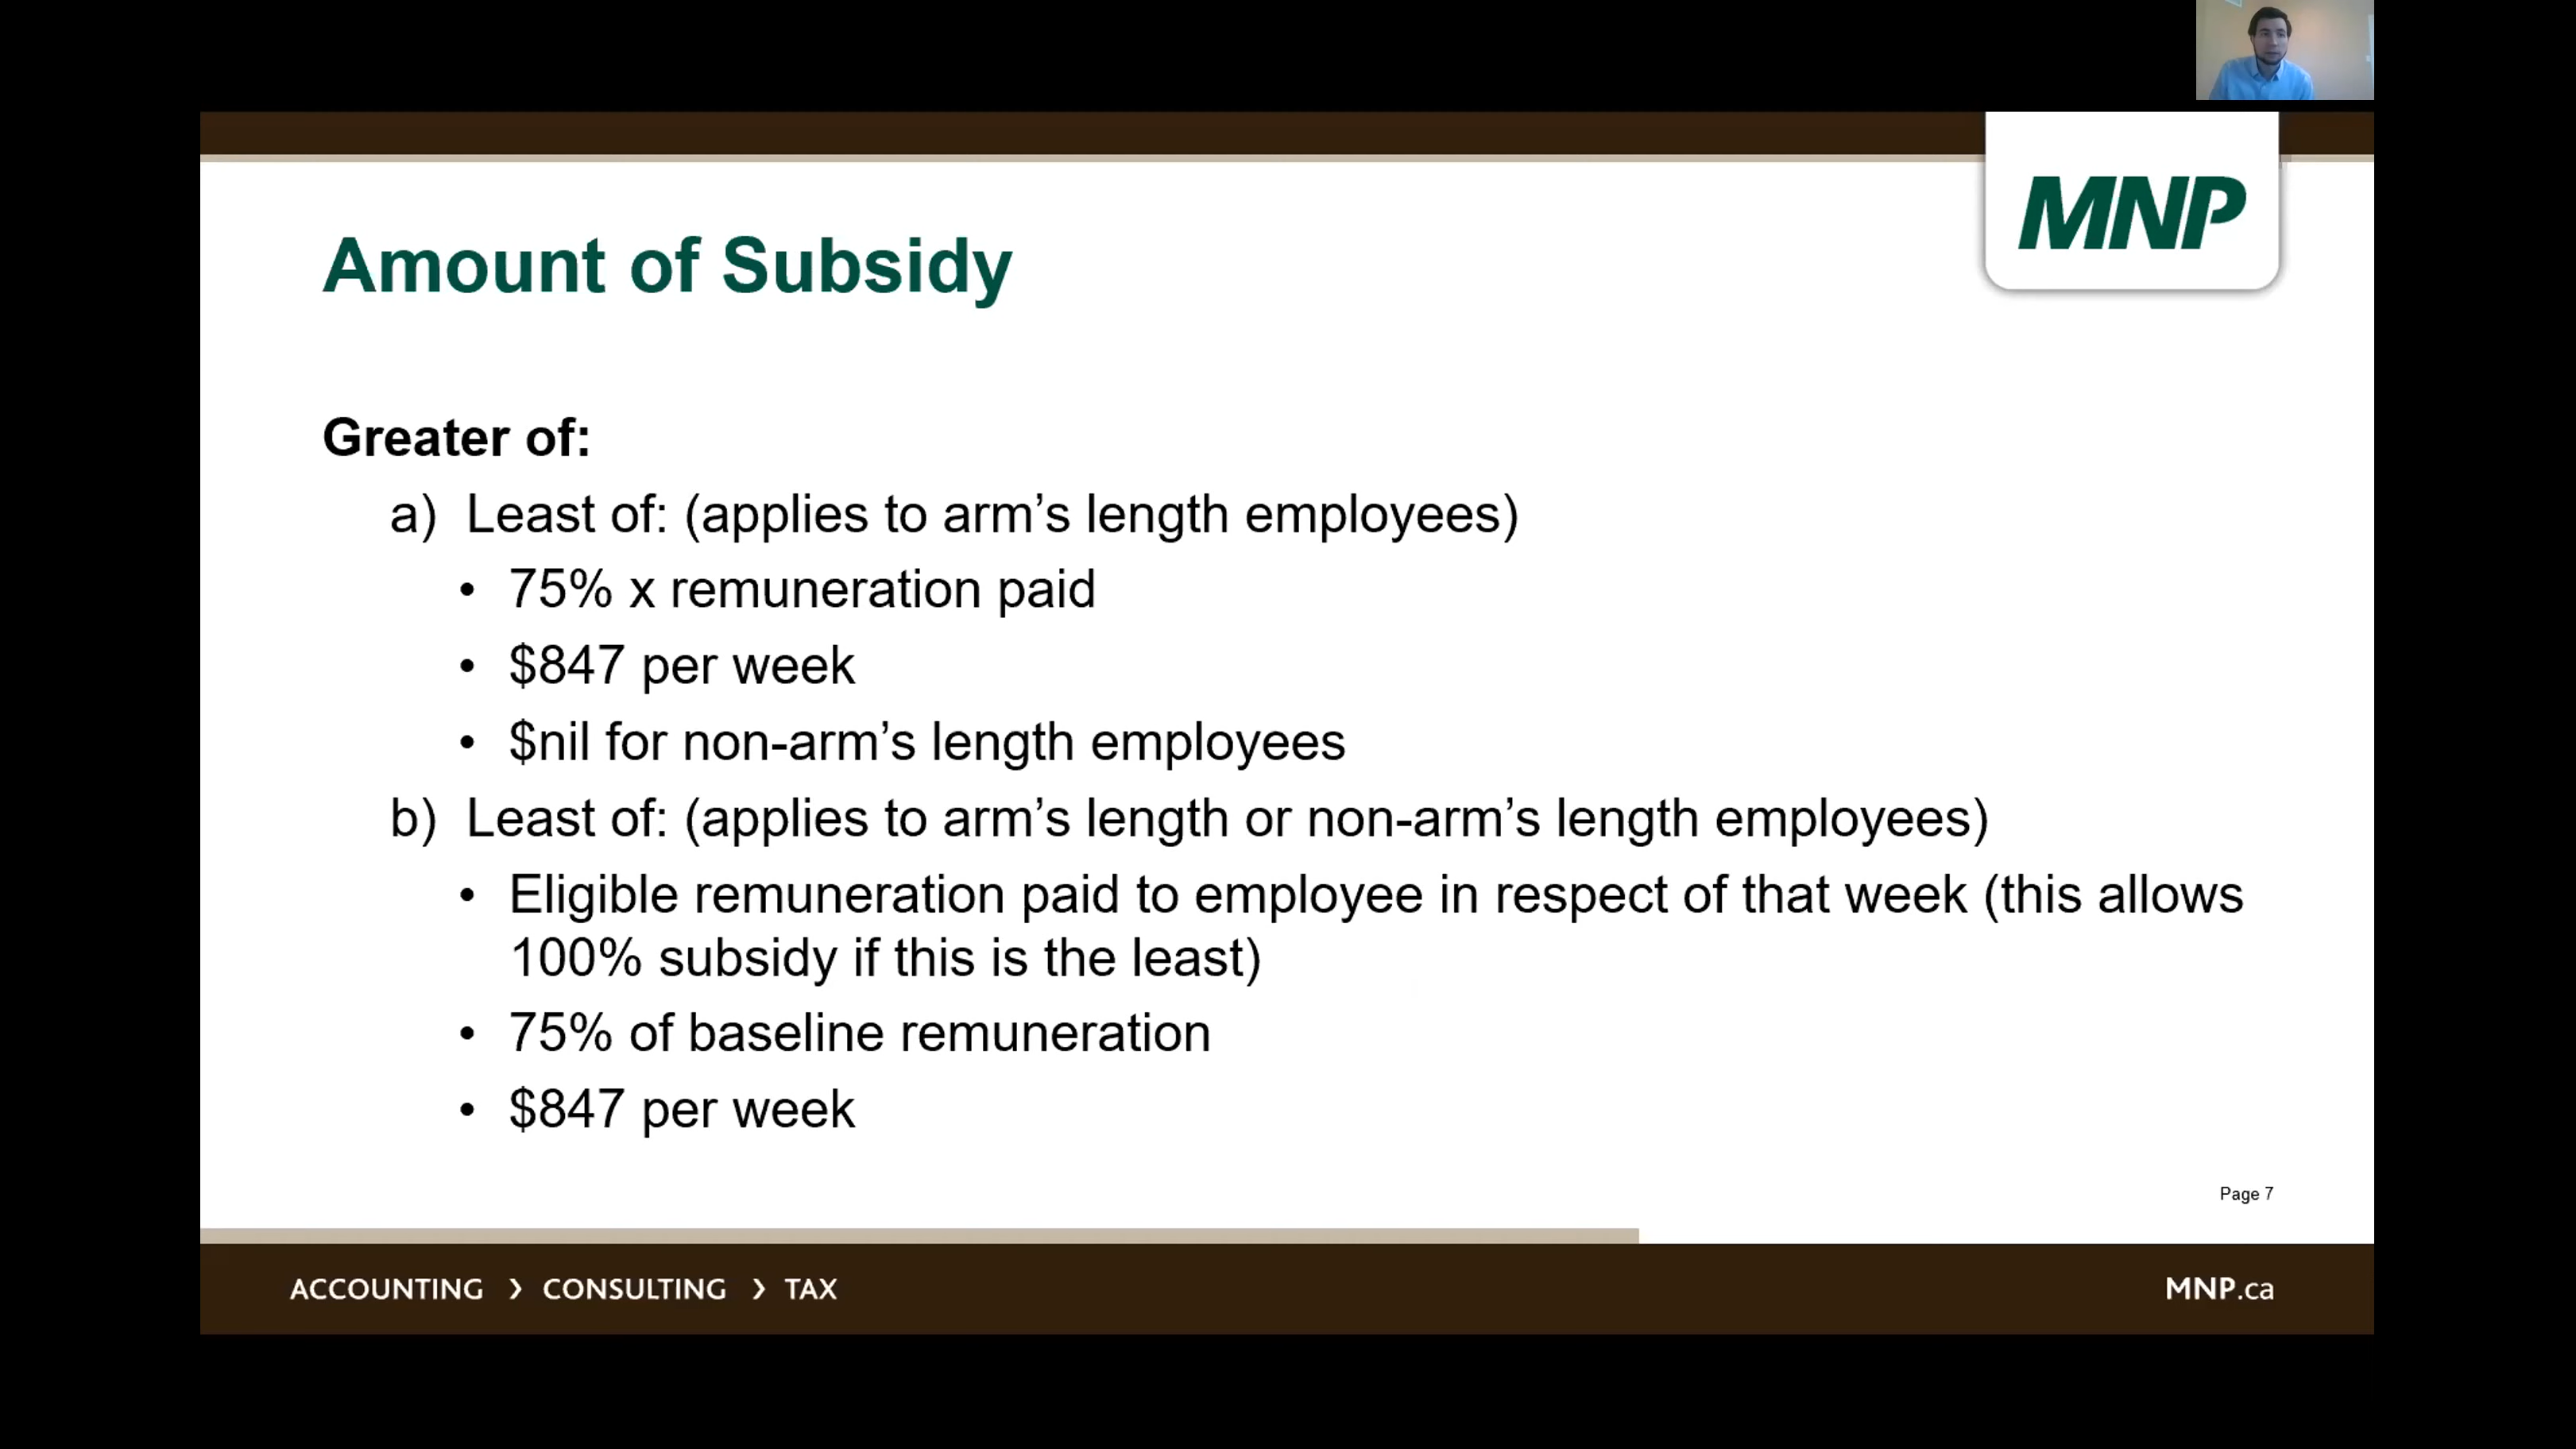 MNP
Amount of Subsidy
Greater of:
a) Least of: (applies to arm’s length employees)
• 75% x remuneration paid
• $847 per week
• $nil for non-arm’s length employees
b) Least of: (applies to arm’s length or non-arm’s length employees)
• Eligible remuneration paid to employee in respect of that week (this allows
100% subsidy if this is the least)
• 75% of baseline remuneration
• $847 per week
Page 7
ACCOUNTING › CONSULTING › TAX
MNP.ca